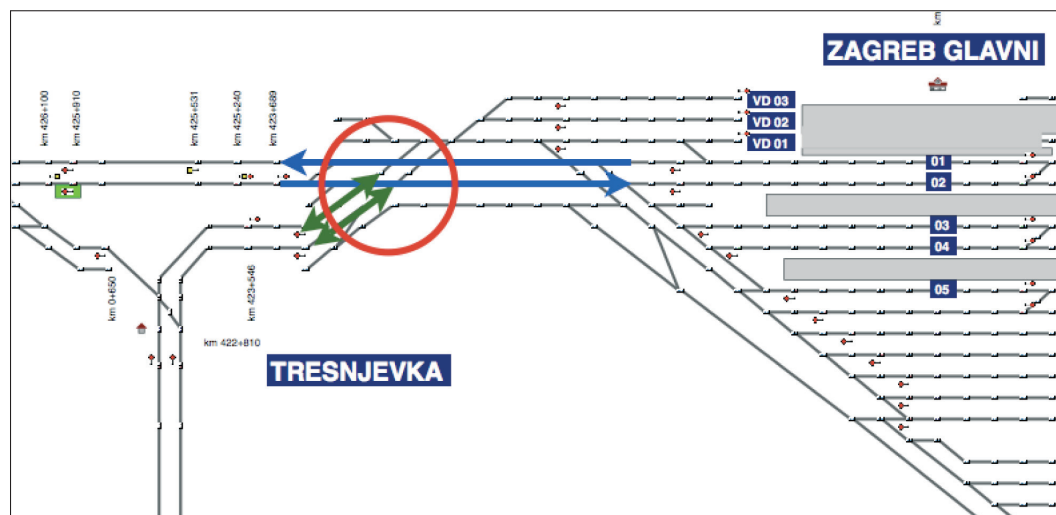 km
ZAGREB GLAVNI
km 426+100
km 425+910
km 425+531
km 425+240
km 423+689
VD 03
VD 02
VD 01
01
02
03
04
05
km 0+650
km 423+546
km 422+810
TRESNJEVKA